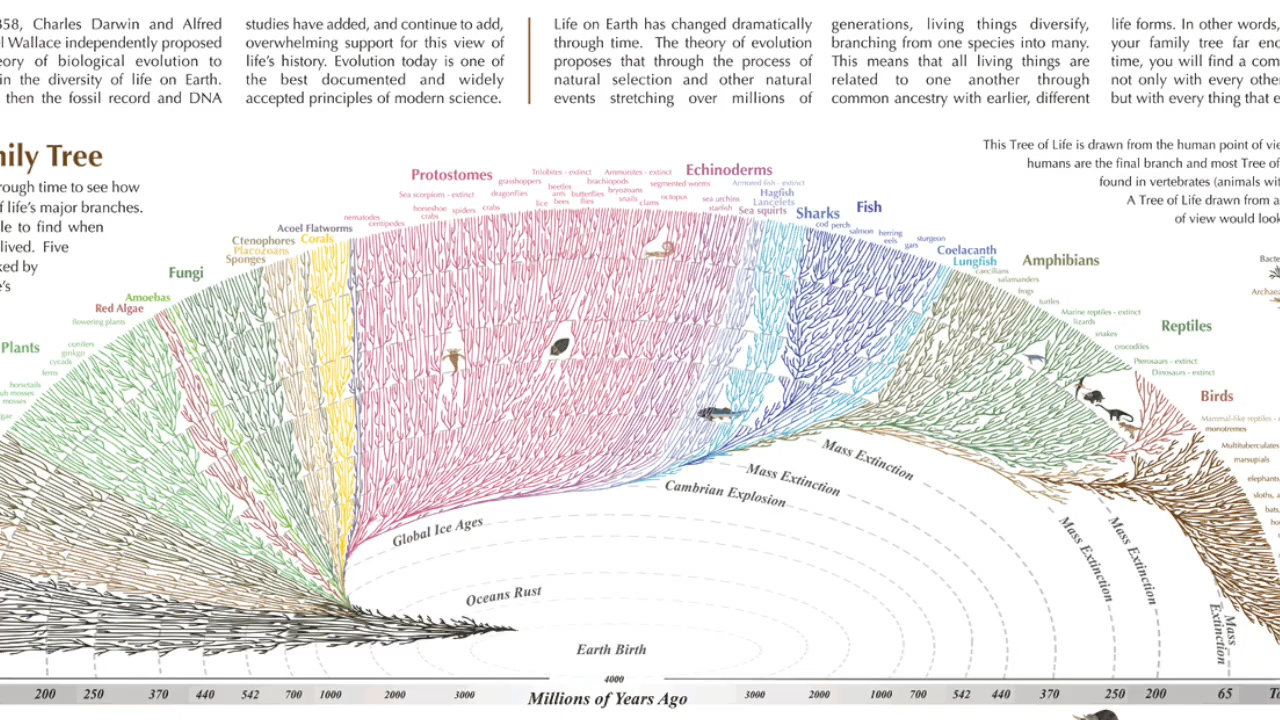 358, Charles Darwin and Alfred
l Wallace independently proposed
eory of biological evolution to
in the diversity of life on Earth.
then the fossil record and DNA
studies have added, and continue to add,
overwhelming support for this view of
life's history. Evolution today is one of
the best documented and widely
accepted principles of modern science.
Life on Earth has changed dramatically
through time. The theory of evolution
proposes that through the process of
natural selection and other natural
events stretching over millions of
generations, living things diversify,
branching from one species into many.
This means that all living things are
related to one another through
common ancestry with earlier, different
life forms. In other words,
your family tree far eno
time, you will find a com
not only with every othe
but with every thing that e
nily Tree
rough time to see how
f life's major branches.
le to find when
lived. Five
ked by
e's
This Tree of Life is drawn from the human point of vie
humans are the final branch and most Tree of
found in vertebrates (animals wit
A Tree of Life drawn from a
of view would look
Bacte
Archaea
Plants
flowering plants
conifers
ginkgo
cycads
ferns
horsetails
ub mosses
mosses
gae
Red Algae
Amoebas
Fungi
Sponges
Placozoans
Ctenophores
Corals
Acoel Flatworms
Protostomes
nematodes
centipedes
Sea scorpions - extinct
horseshoe
crabs
spiders
crabs
grasshoppers
dragonflies
Trilobites - extinct
beetles
ants
butterflies
lice
bees
flies
Ammonites - extinct
brachiopods
bryozoans
snails
clams
segmented worms
octopus
Echinoderms
sea urchins
starfish
Armored fish - extinct
Hagfish
Lancelets
Sea squirts
Sharks
Fish
cod
perch
salmon
herring
eels
gars
sturgeon
Coelacanth
Lungfish
Amphibians
caecilians
salamanders
frogs
Reptiles
turtles
Marine reptiles - extinct
lizards
snakes
crocodiles
Pterosaurs - extinct
Dinosaurs - extinct
Birds
Mammal-like reptiles -
monotremes
Multituberculates
marsupials
elephants
sloths, a
bats,
ho
Global Ice Ages
Cambrian Explosion
Mass Extinction
Mass Extinction
Mass Extinction
Mass Extinction
Mass Extinction
Oceans Rust
Earth Birth
200 250 370 440 542 700 1000 2000 3000 4000 3000 2000 1000 700 542 440 370 250 200 65 To
Millions of Years Ago